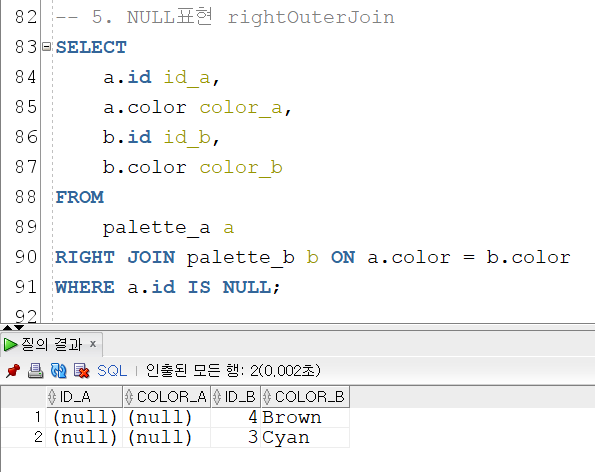 82 -- 5. NULL표현 rightOuterJoin
83 SELECT
84 a.id id_a,
85 a.color color_a,
86 b.id id_b,
87 b.color color_b
88 FROM
89 palette_a a
90 RIGHT JOIN palette_b b ON a.color = b.color
91 WHERE a.id IS NULL;
92
질의 결과 x
SQL | 인출된 모든 행: 2(0,002초)
ID_A COLOR_A ID_B COLOR_B
1 (null) (null) 4 Brown
2 (null) (null) 3 Cyan